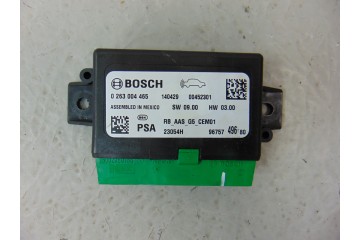 BOSCH
0 263 004 465 140429 00452301
ASSEMBLED IN MEXICO SW 09.00 HW 03.00
PSA RB_AAS_G5_CEM01
23054H 96757 496 80